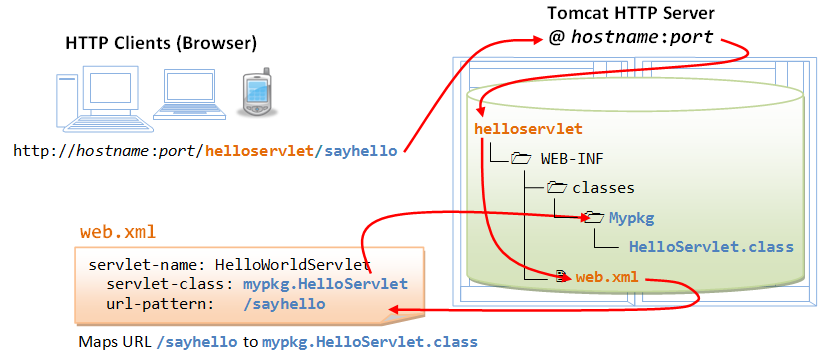 Tomcat HTTP Server
@ hostname:port
HTTP Clients (Browser)
http://hostname:port/helloservlet/sayhello
helloservlet
WEB-INF
classes
Mypkg
HelloServlet.class
web.xml
web.xml
servlet-name: HelloWorldServlet
servlet-class: mypkg.HelloServlet
url-pattern: /sayhello
Maps URL /sayhello to mypkg.HelloServlet.class